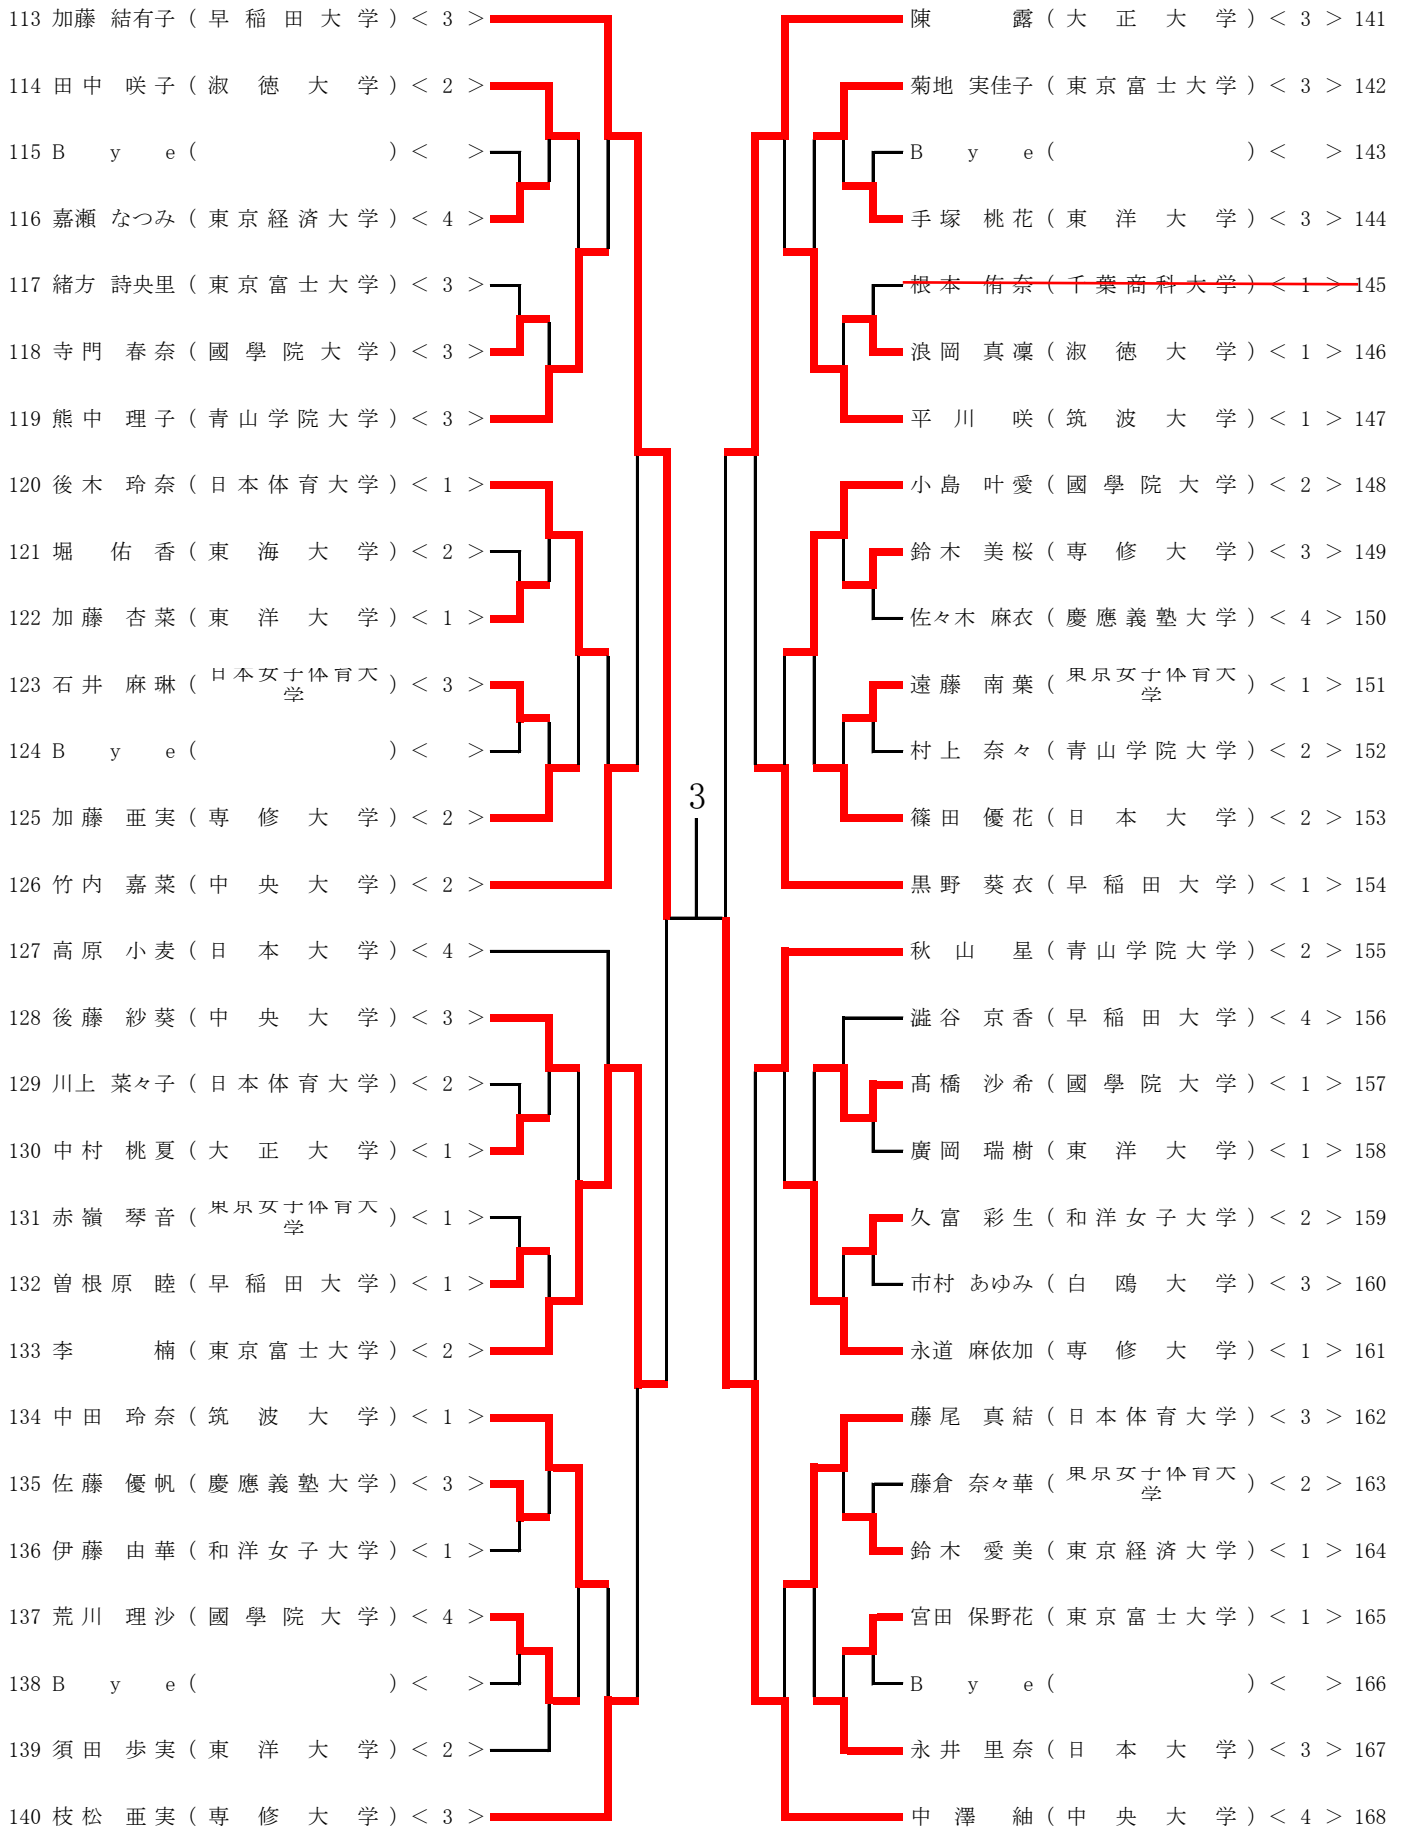 113 加藤 結有子 ( 早稲田大学 ) < 3 >
114 田中 咲子 ( 淑徳大学 ) < 2 >
115 Bye ( ) < >
116 嘉瀬 なつみ ( 東京経済大学 ) < 4 >
117 緒方 詩央里 ( 東京富士大学 ) < 3 >
118 寺門 春奈 ( 國學院大学 ) < 3 >
119 熊中 理子 ( 青山学院大学 ) < 3 >
120 後木 玲奈 ( 日本体育大学 ) < 1 >
121 堀 佑香 ( 東海大学 ) < 2 >
122 加藤 杏菜 ( 東洋大学 ) < 1 >
123 石井 麻琳 ( 日本女子体育大学 ) < 3 >
124 Bye ( ) < >
125 加藤 亜実 ( 専修大学 ) < 2 >
126 竹内 嘉菜 ( 中央大学 ) < 2 >
127 高原 小麦 ( 日本大学 ) < 4 >
128 後藤 紗葵 ( 中央大学 ) < 3 >
129 川上 菜々子 ( 日本体育大学 ) < 2 >
130 中村 桃夏 ( 大正大学 ) < 1 >
131 赤嶺 琴音 ( 東京女子体育大学 ) < 1 >
132 曽根原 睦 ( 早稲田大学 ) < 1 >
133 李 楠 ( 東京富士大学 ) < 2 >
134 中田 玲奈 ( 筑波大学 ) < 1 >
135 佐藤 優帆 ( 慶應義塾大学 ) < 3 >
136 伊藤 由華 ( 和洋女子大学 ) < 1 >
137 荒川 理沙 ( 國學院大学 ) < 4 >
138 Bye ( ) < >
139 須田 歩実 ( 東洋大学 ) < 2 >
140 枝松 亜実 ( 専修大学 ) < 3 >
3
陳 露 ( 大正大学 ) < 3 > 141
菊地 実佳子 ( 東京富士大学 ) < 3 > 142
Bye ( ) < > 143
手塚 桃花 ( 東洋大学 ) < 3 > 144
根本 侑奈 ( 千葉商科大学 ) < 1 > 145
浪岡 真凜 ( 淑徳大学 ) < 1 > 146
平川 咲 ( 筑波大学 ) < 1 > 147
小島 叶愛 ( 國學院大学 ) < 2 > 148
鈴木 美桜 ( 専修大学 ) < 3 > 149
佐々木 麻衣 ( 慶應義塾大学 ) < 4 > 150
遠藤 南葉 ( 東京女子体育大学 ) < 1 > 151
村上 奈々 ( 青山学院大学 ) < 2 > 152
篠田 優花 ( 日本大学 ) < 2 > 153
黒野 葵衣 ( 早稲田大学 ) < 1 > 154
秋山 星 ( 青山学院大学 ) < 2 > 155
澁谷 京香 ( 早稲田大学 ) < 4 > 156
髙橋 沙希 ( 國學院大学 ) < 1 > 157
廣岡 瑞樹 ( 東洋大学 ) < 1 > 158
久富 彩生 ( 和洋女子大学 ) < 2 > 159
市村 あゆみ ( 白鴎大学 ) < 3 > 160
永道 麻依加 ( 専修大学 ) < 1 > 161
藤尾 真結 ( 日本体育大学 ) < 3 > 162
藤倉 奈々華 ( 東京女子体育大学 ) < 2 > 163
鈴木 愛美 ( 東京経済大学 ) < 1 > 164
宮田 保野花 ( 東京富士大学 ) < 1 > 165
Bye ( ) < > 166
永井 里奈 ( 日本大学 ) < 3 > 167
中澤 紬 ( 中央大学 ) < 4 > 168